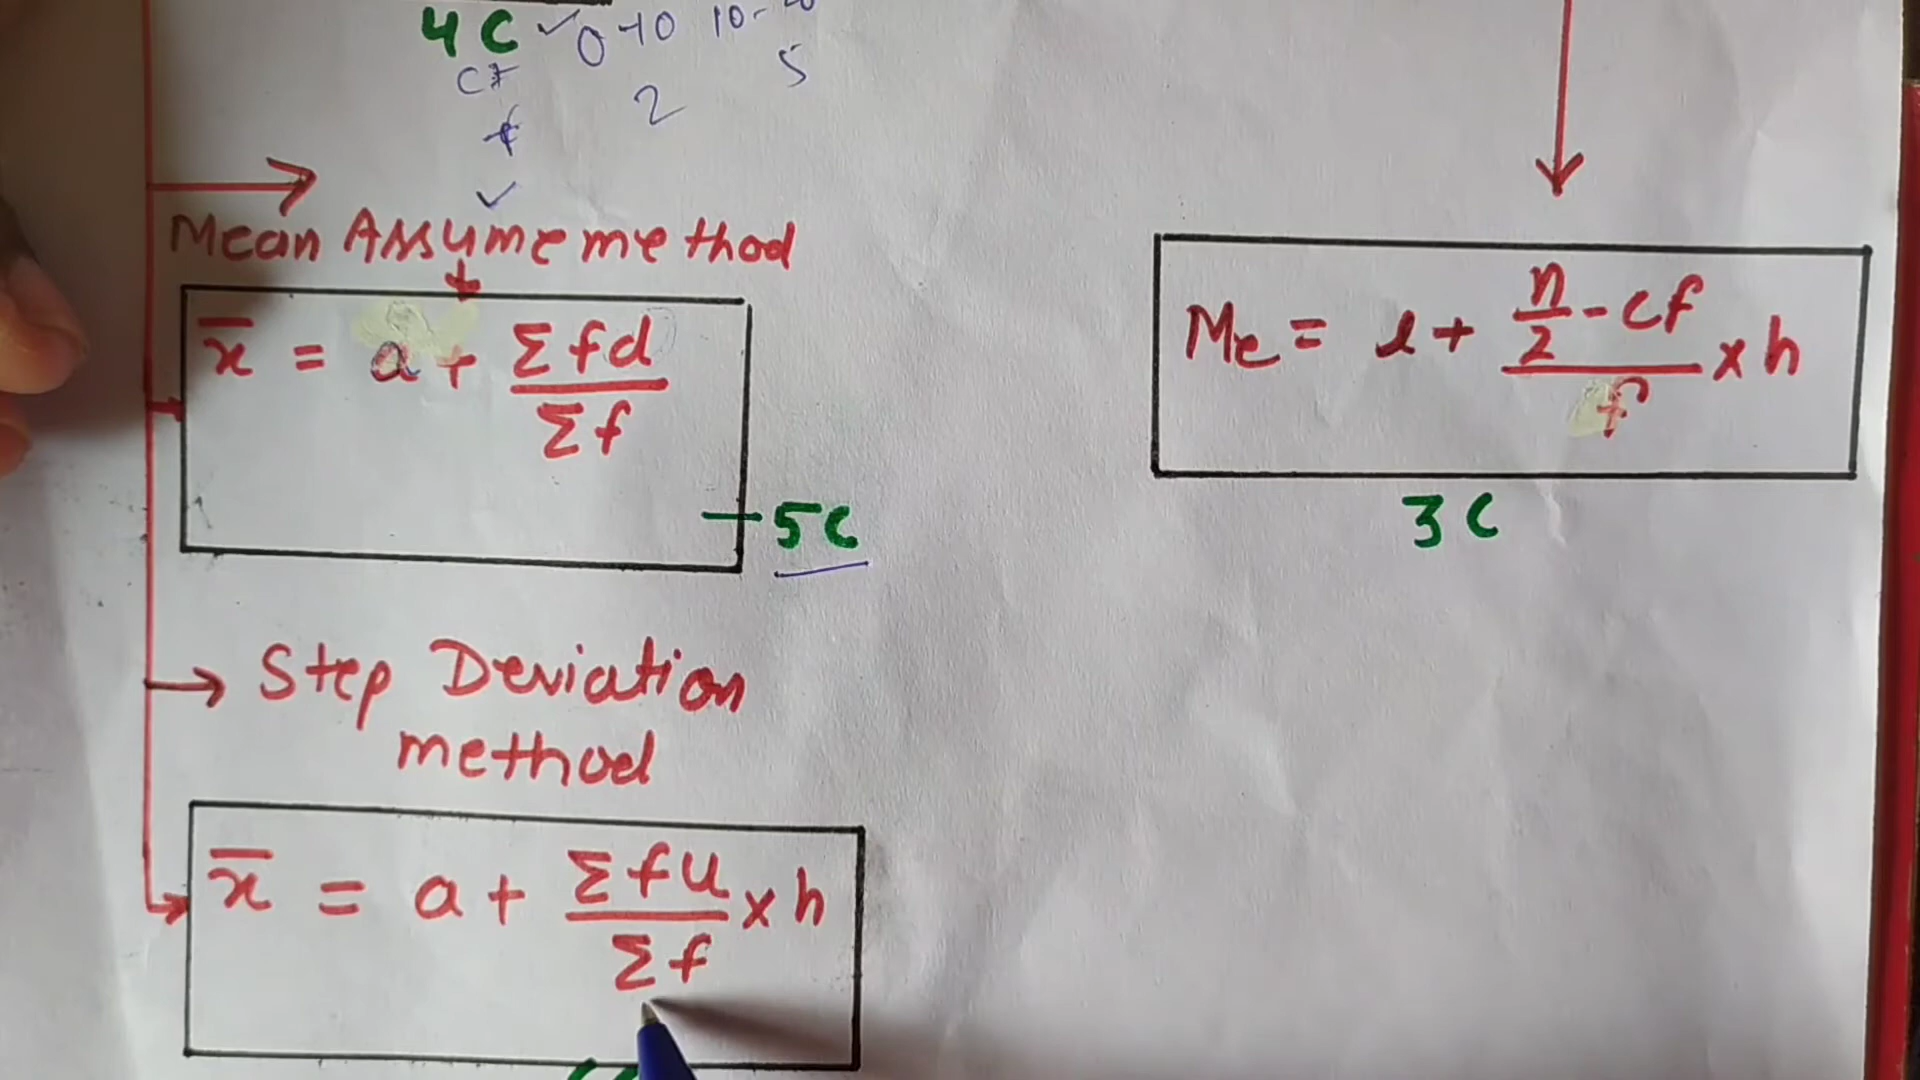 4C ✓ 0-10 10-20
CF 2 5
f
✓
Mean Assume method
x̄ = a + Σfd / Σf
5C
Step Deviation
method
x̄ = a + Σfu / Σf × h
Me = l + (n/2 - cf) / f × h
3C